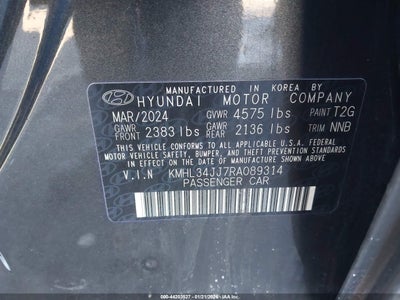 MANUFACTURED IN KOREA BY
HYUNDAI MOTOR COMPANY
MAR/2024 GVWR 4575 lbs PAINT T2G
GAWR FRONT 2383 lbs GAWR REAR 2136 lbs TRIM NNB
THIS VEHICLE CONFORMS TO ALL APPLICABLE U.S.A. FEDERAL
MOTOR VEHICLE SAFETY, BUMPER, AND THEFT PREVENTION
STANDARDS IN EFFECT ON THE DATE OF MANUFACTURE SHOWN ABOVE.
V.I.N KMHL34JJ7RA089314
PASSENGER CAR